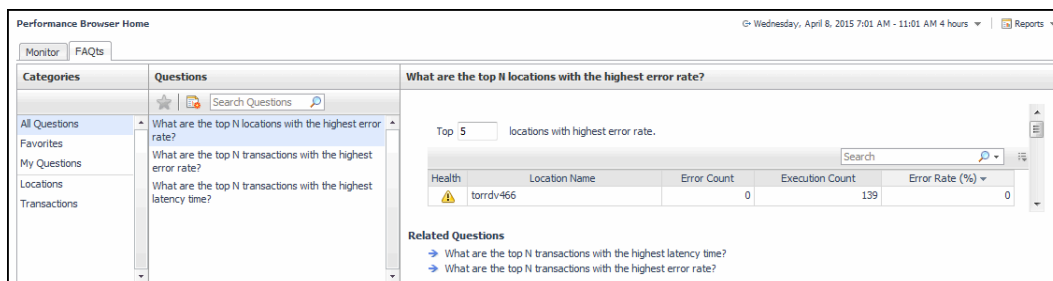 Performance Browser Home
Wednesday, April 8, 2015 7:01 AM - 11:01 AM 4 hours
Reports
Monitor
FAQts
Categories
All Questions
Favorites
My Questions
Locations
Transactions
Questions
Search Questions
What are the top N locations with the highest error
rate?
What are the top N transactions with the highest
error rate?
What are the top N transactions with the highest
latency time?
What are the top N locations with the highest error rate?
Top 5 locations with highest error rate.
Search
Health Location Name Error Count Execution Count Error Rate (%)
torrdv466 0 139 0
Related Questions
What are the top N transactions with the highest latency time?
What are the top N transactions with the highest error rate?